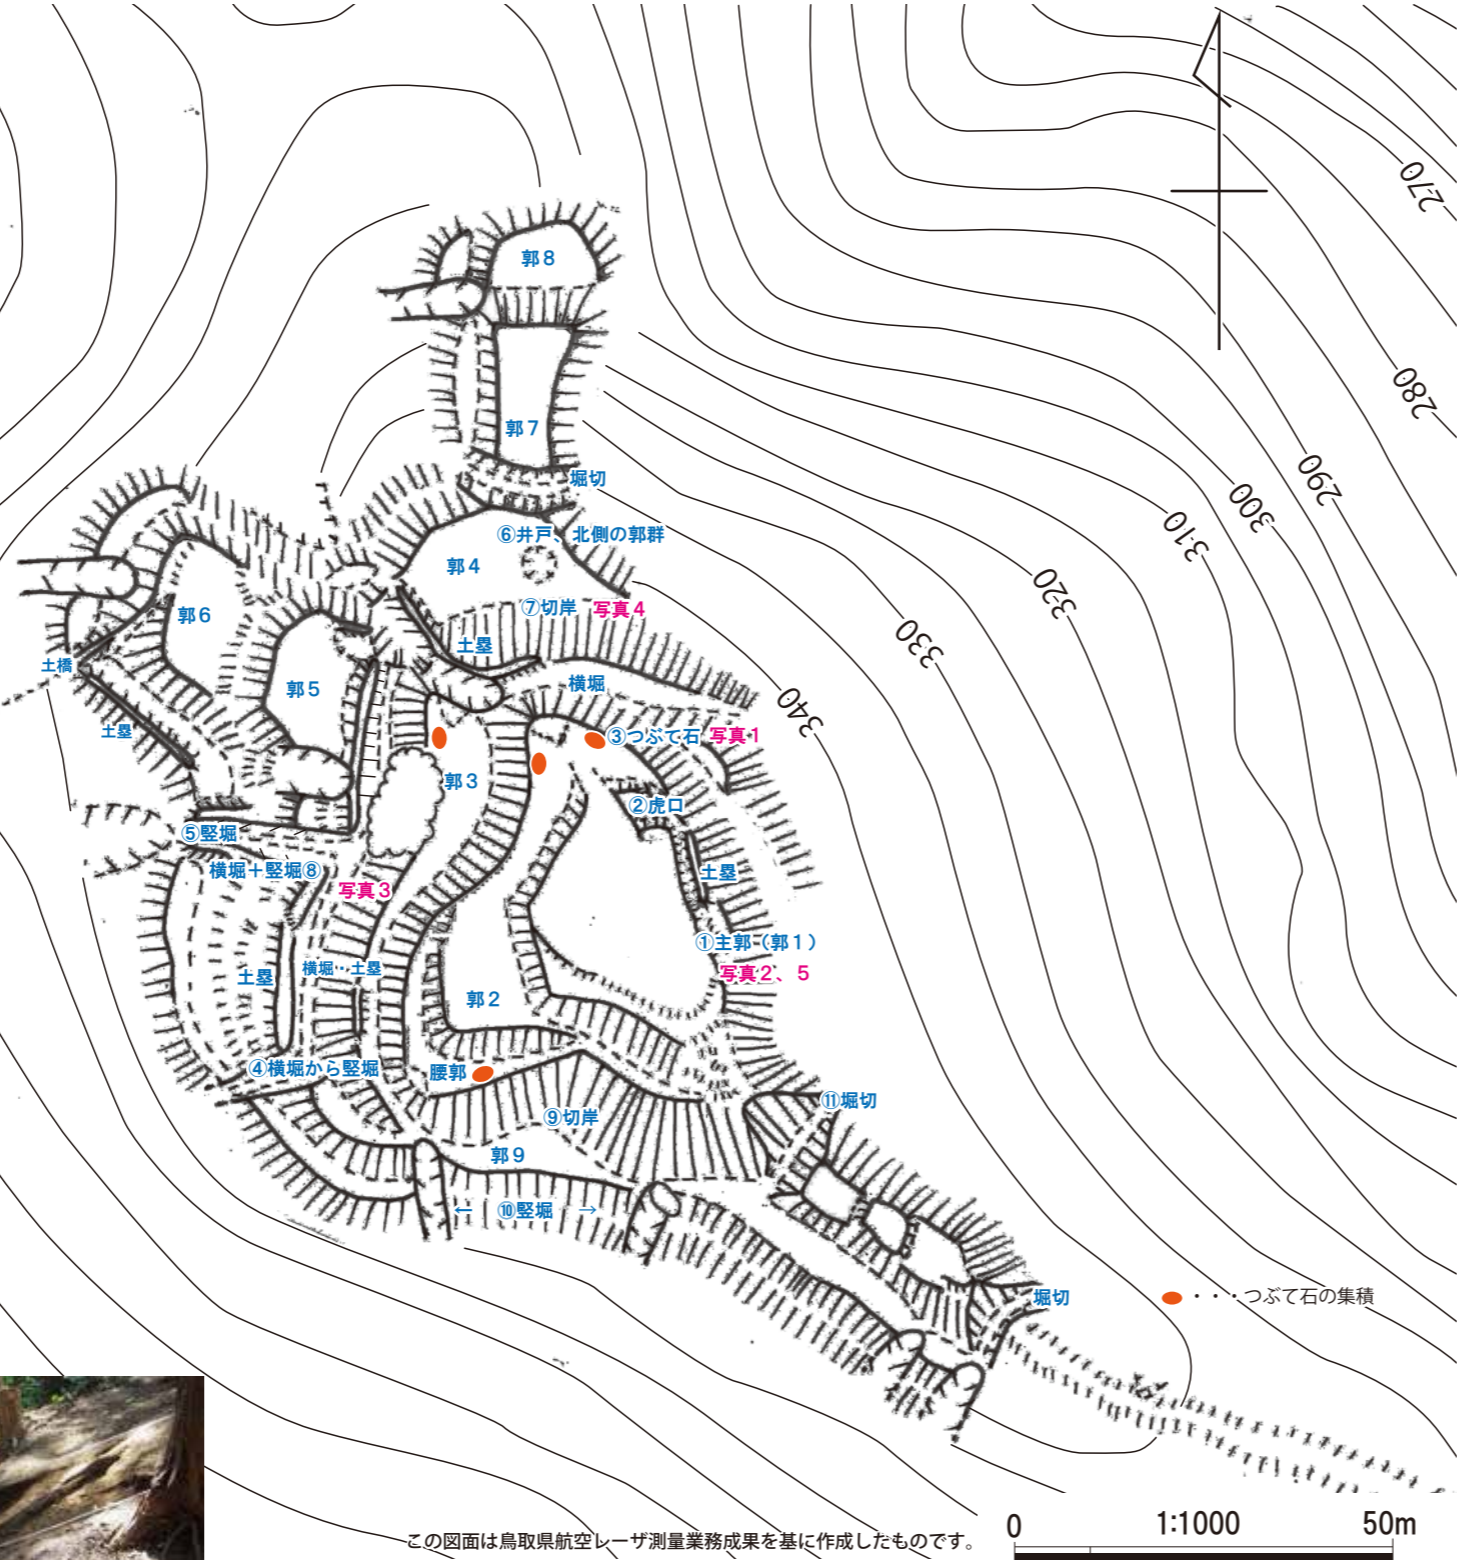 270
郭８
280
郭７
堀切
290
300
310
⑥井戸、北側の郭群
郭４
320
⑦切岸 写真４
郭６
330
土塁
土橋
横堀
郭５
340
土塁
③つぶて石 写真１
郭３
②虎口
⑤竪堀
横堀＋竪堀⑧
土塁
写真３
①主郭（郭１）
横堀・土塁
写真２、５
土塁
郭２
④横堀から竪堀
腰郭
⑪堀切
⑨切岸
郭９
← ⑩竪堀 →
堀切
・・・つぶて石の集積
この図面は鳥取県航空レーザ測量業務成果を基に作成したものです。
0 1:1000 50m